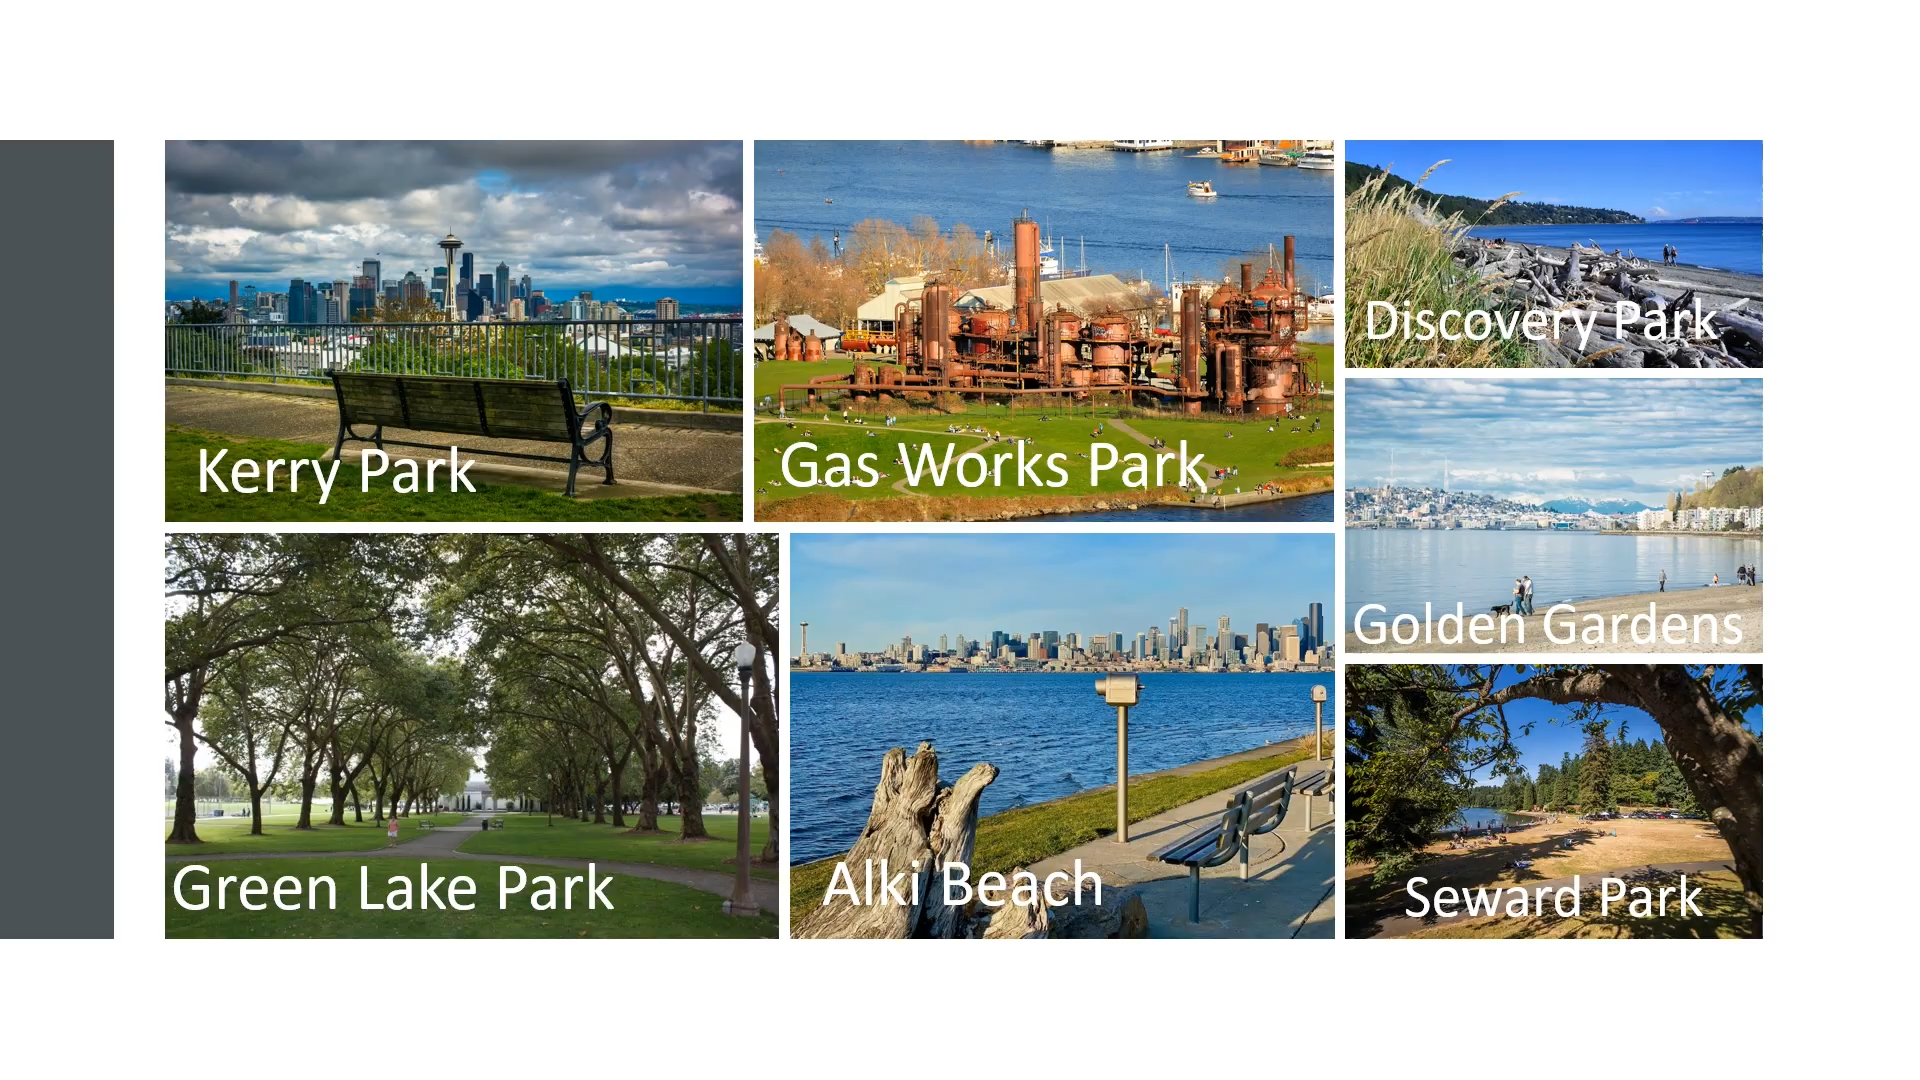 Kerry Park
Gas Works Park
Discovery Park
Golden Gardens
Green Lake Park
Alki Beach
Seward Park